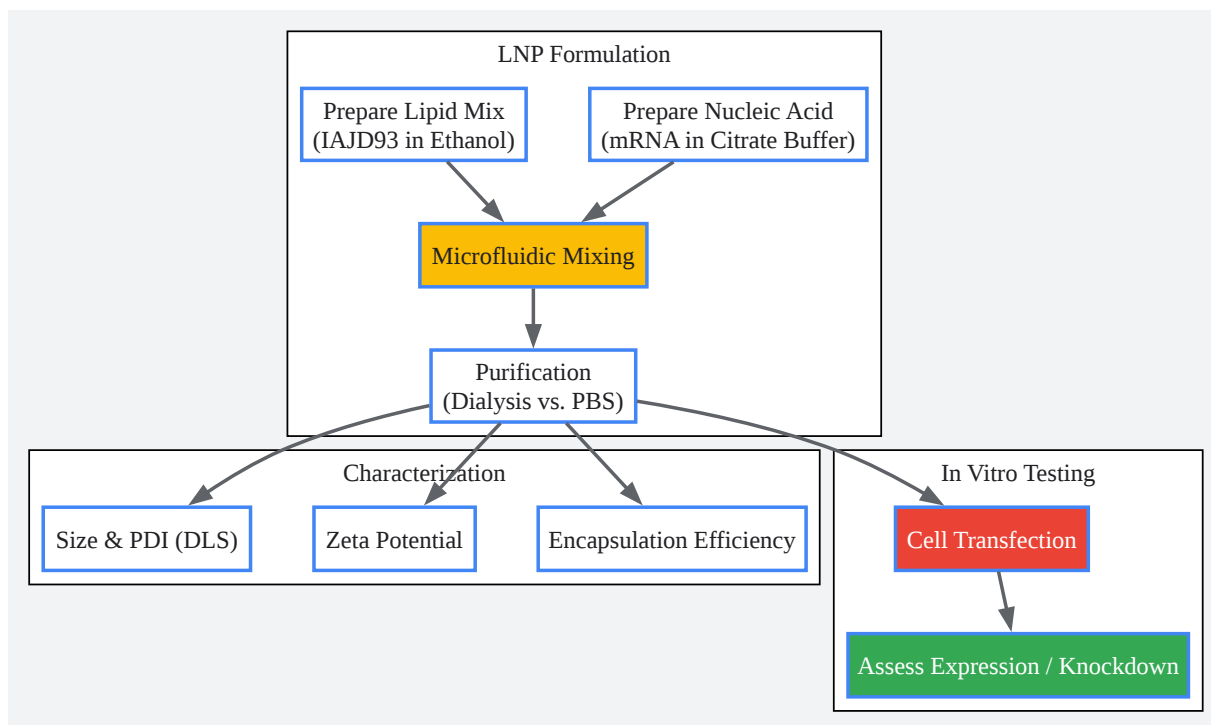 LNP Formulation
Prepare Lipid Mix
(IAJD93 in Ethanol)
Prepare Nucleic Acid
(mRNA in Citrate Buffer)
Microfluidic Mixing
Purification
(Dialysis vs. PBS)
Characterization
Size & PDI (DLS)
Zeta Potential
Encapsulation Efficiency
In Vitro Testing
Cell Transfection
Assess Expression / Knockdown